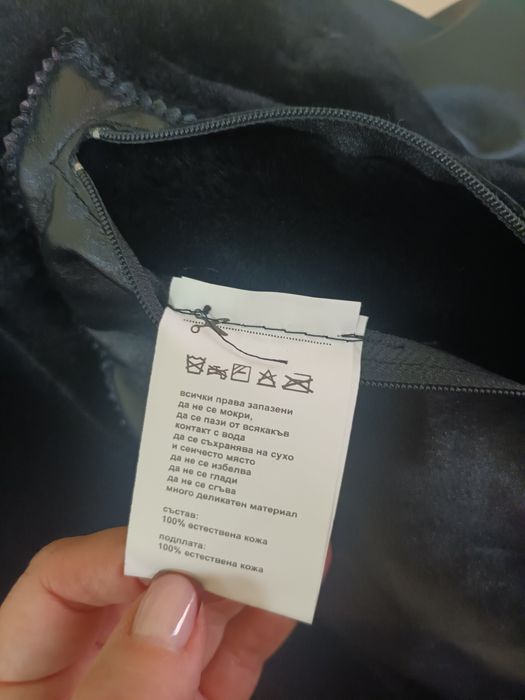 всички права запазени
да не се мокри,
да се пази от всякакъв
контакт с вода
да се съхранява на сухо
и сенчесто място
да не се избелва
да не се глади
да не се сгъва
много деликатен материал
състав:
100% естествена кожа
подплата:
100% естествена кожа